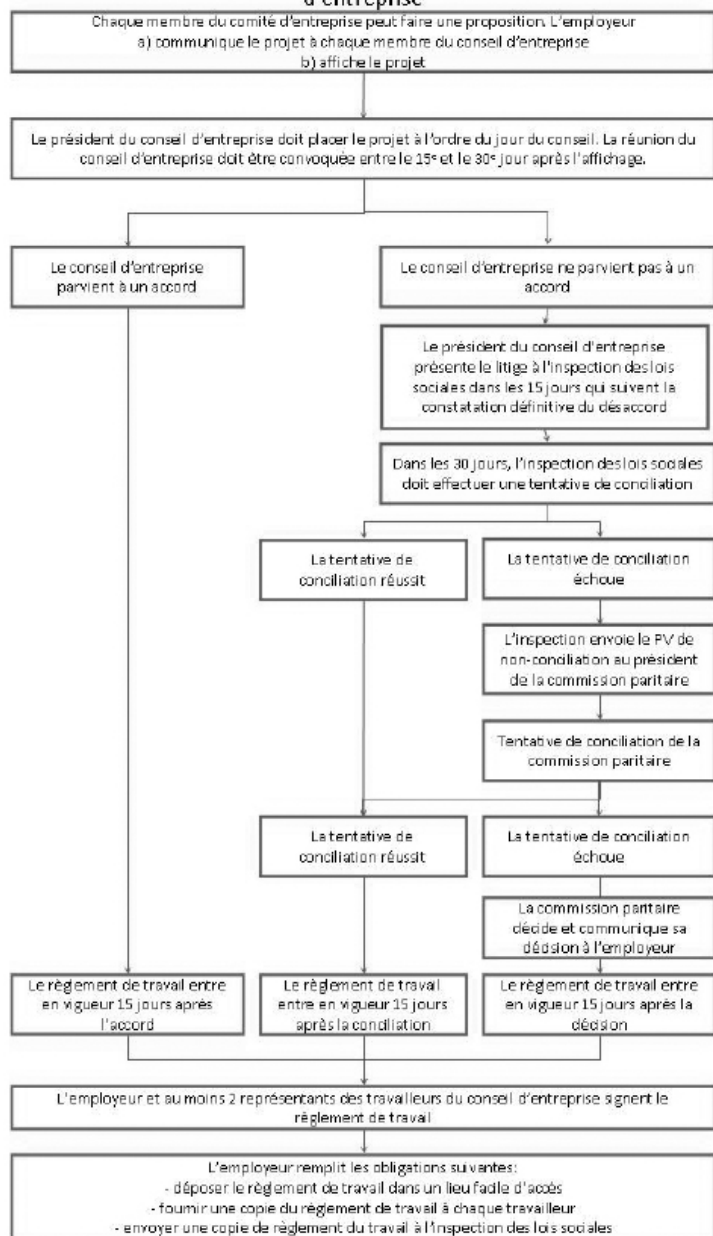 d'entreprise
Chaque membre du comité d'entreprise peut faire une proposition. L'employeur
a) communique le projet à chaque membre du conseil d'entreprise
b) affiche le projet
Le président du conseil d'entreprise doit placer le projet à l'ordre du jour du conseil. La réunion du
conseil d'entreprise doit être convoquée entre le 15e et le 30e jour après l'affichage.
Le conseil d'entreprise
parvient à un accord
Le conseil d'entreprise ne parvient pas à un
accord
Le président du conseil d'entreprise
présente le litige à l'inspection des lois
sociales dans les 15 jours qui suivent la
constatation définitive du désaccord
Dans les 30 jours, l'inspection des lois sociales
doit effectuer une tentative de conciliation
La tentative de
conciliation réussit
La tentative de conciliation
échoue
L'inspection envoie le PV de
non-conciliation au président
de la commission paritaire
Tentative de conciliation de la
commission paritaire
La tentative de
conciliation réussit
La tentative de conciliation
échoue
La commission paritaire
décide et communique sa
décision à l'employeur
Le règlement de travail entre
en vigueur 15 jours après
l'accord
Le règlement de travail
entre en vigueur 15 jours
après la conciliation
Le règlement de travail entre
en vigueur 15 jours après la
décision
L'employeur et au moins 2 représentants des travailleurs du conseil d'entreprise signent le
règlement de travail
L'employeur remplit les obligations suivantes:
- déposer le règlement de travail dans un lieu facile d'accès
- fournir une copie du règlement de travail à chaque travailleur
- envoyer une copie de règlement du travail à l'inspection des lois sociales